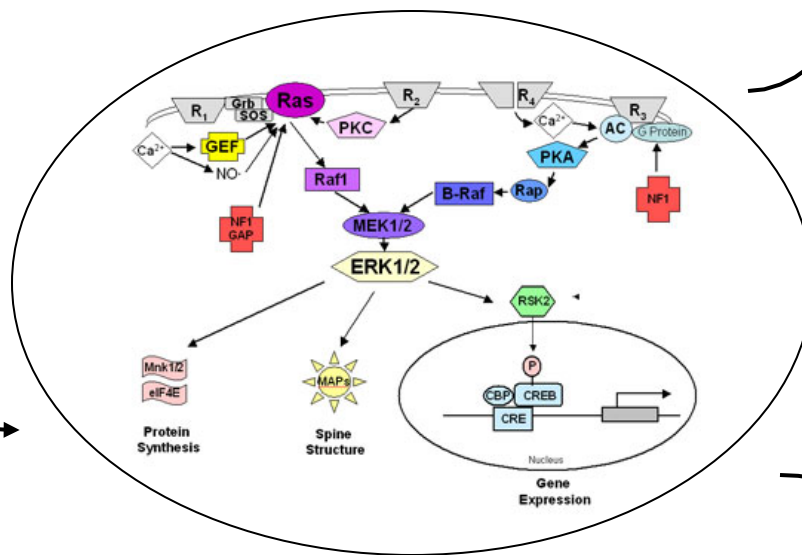 R1
Grb
SOS
Ras
R2
R4
R3
Ca2+
GEF
NO·
PKC
Ca2+
AC
G Protein
PKA
Raf1
B-Raf
Rap
NF1
GAP
NF1
MEK1/2
ERK1/2
RSK2
Mnk1/2
eIF4E
MAPs
P
CBP
CREB
CRE
Protein
Synthesis
Spine
Structure
Nucleus
Gene
Expression